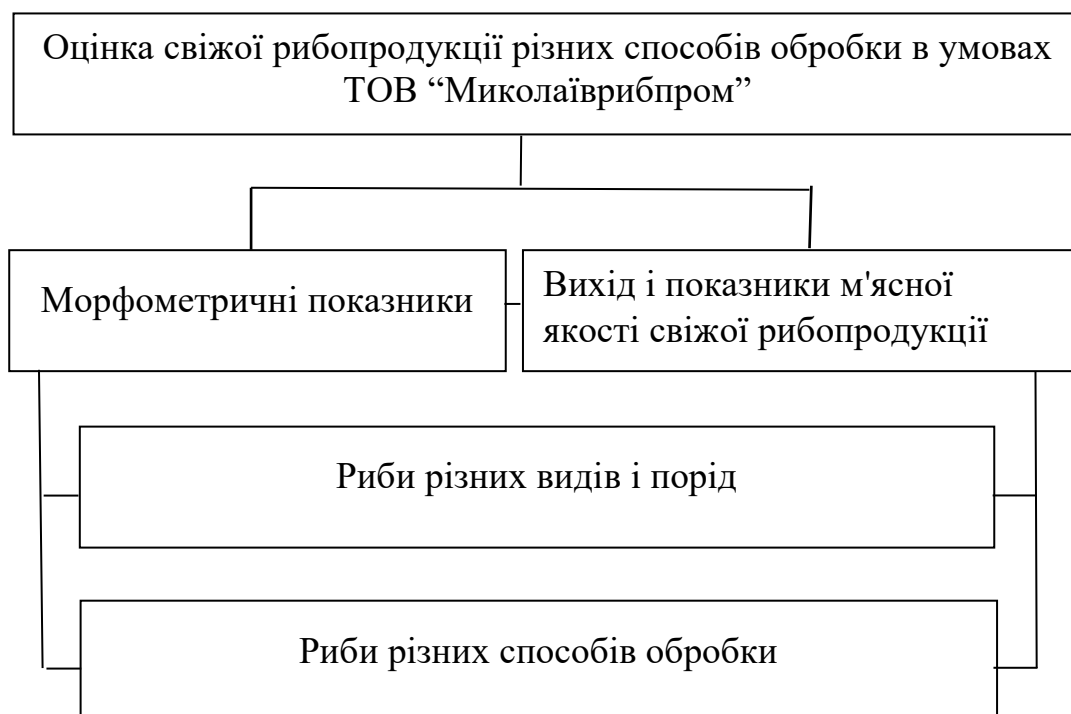 Оцінка свіжої рибопродукції різних способів обробки в умовах
ТОВ “Миколаїврибпром”
Морфометричні показники
Вихід і показники м'ясної
якості свіжої рибопродукції
Риби різних видів і порід
Риби різних способів обробки